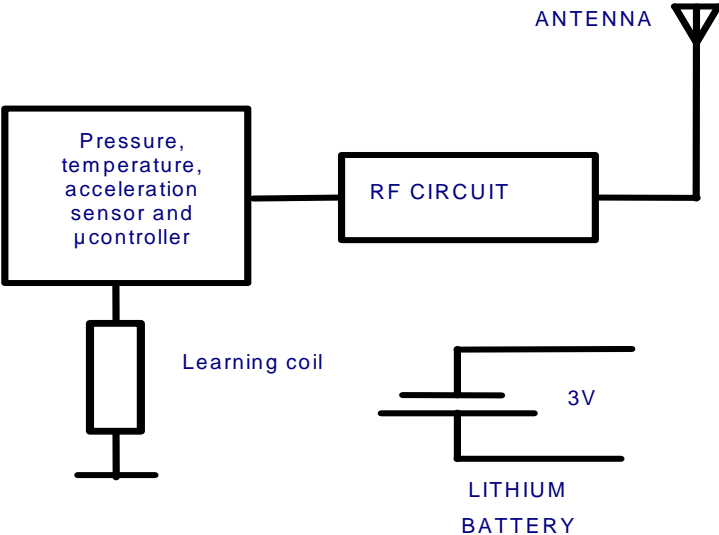 ANTENNA
Pressure,
temperature,
acceleration
sensor and
µcontroller
RF CIRCUIT
Learning coil
3V
LITHIUM
BATTERY